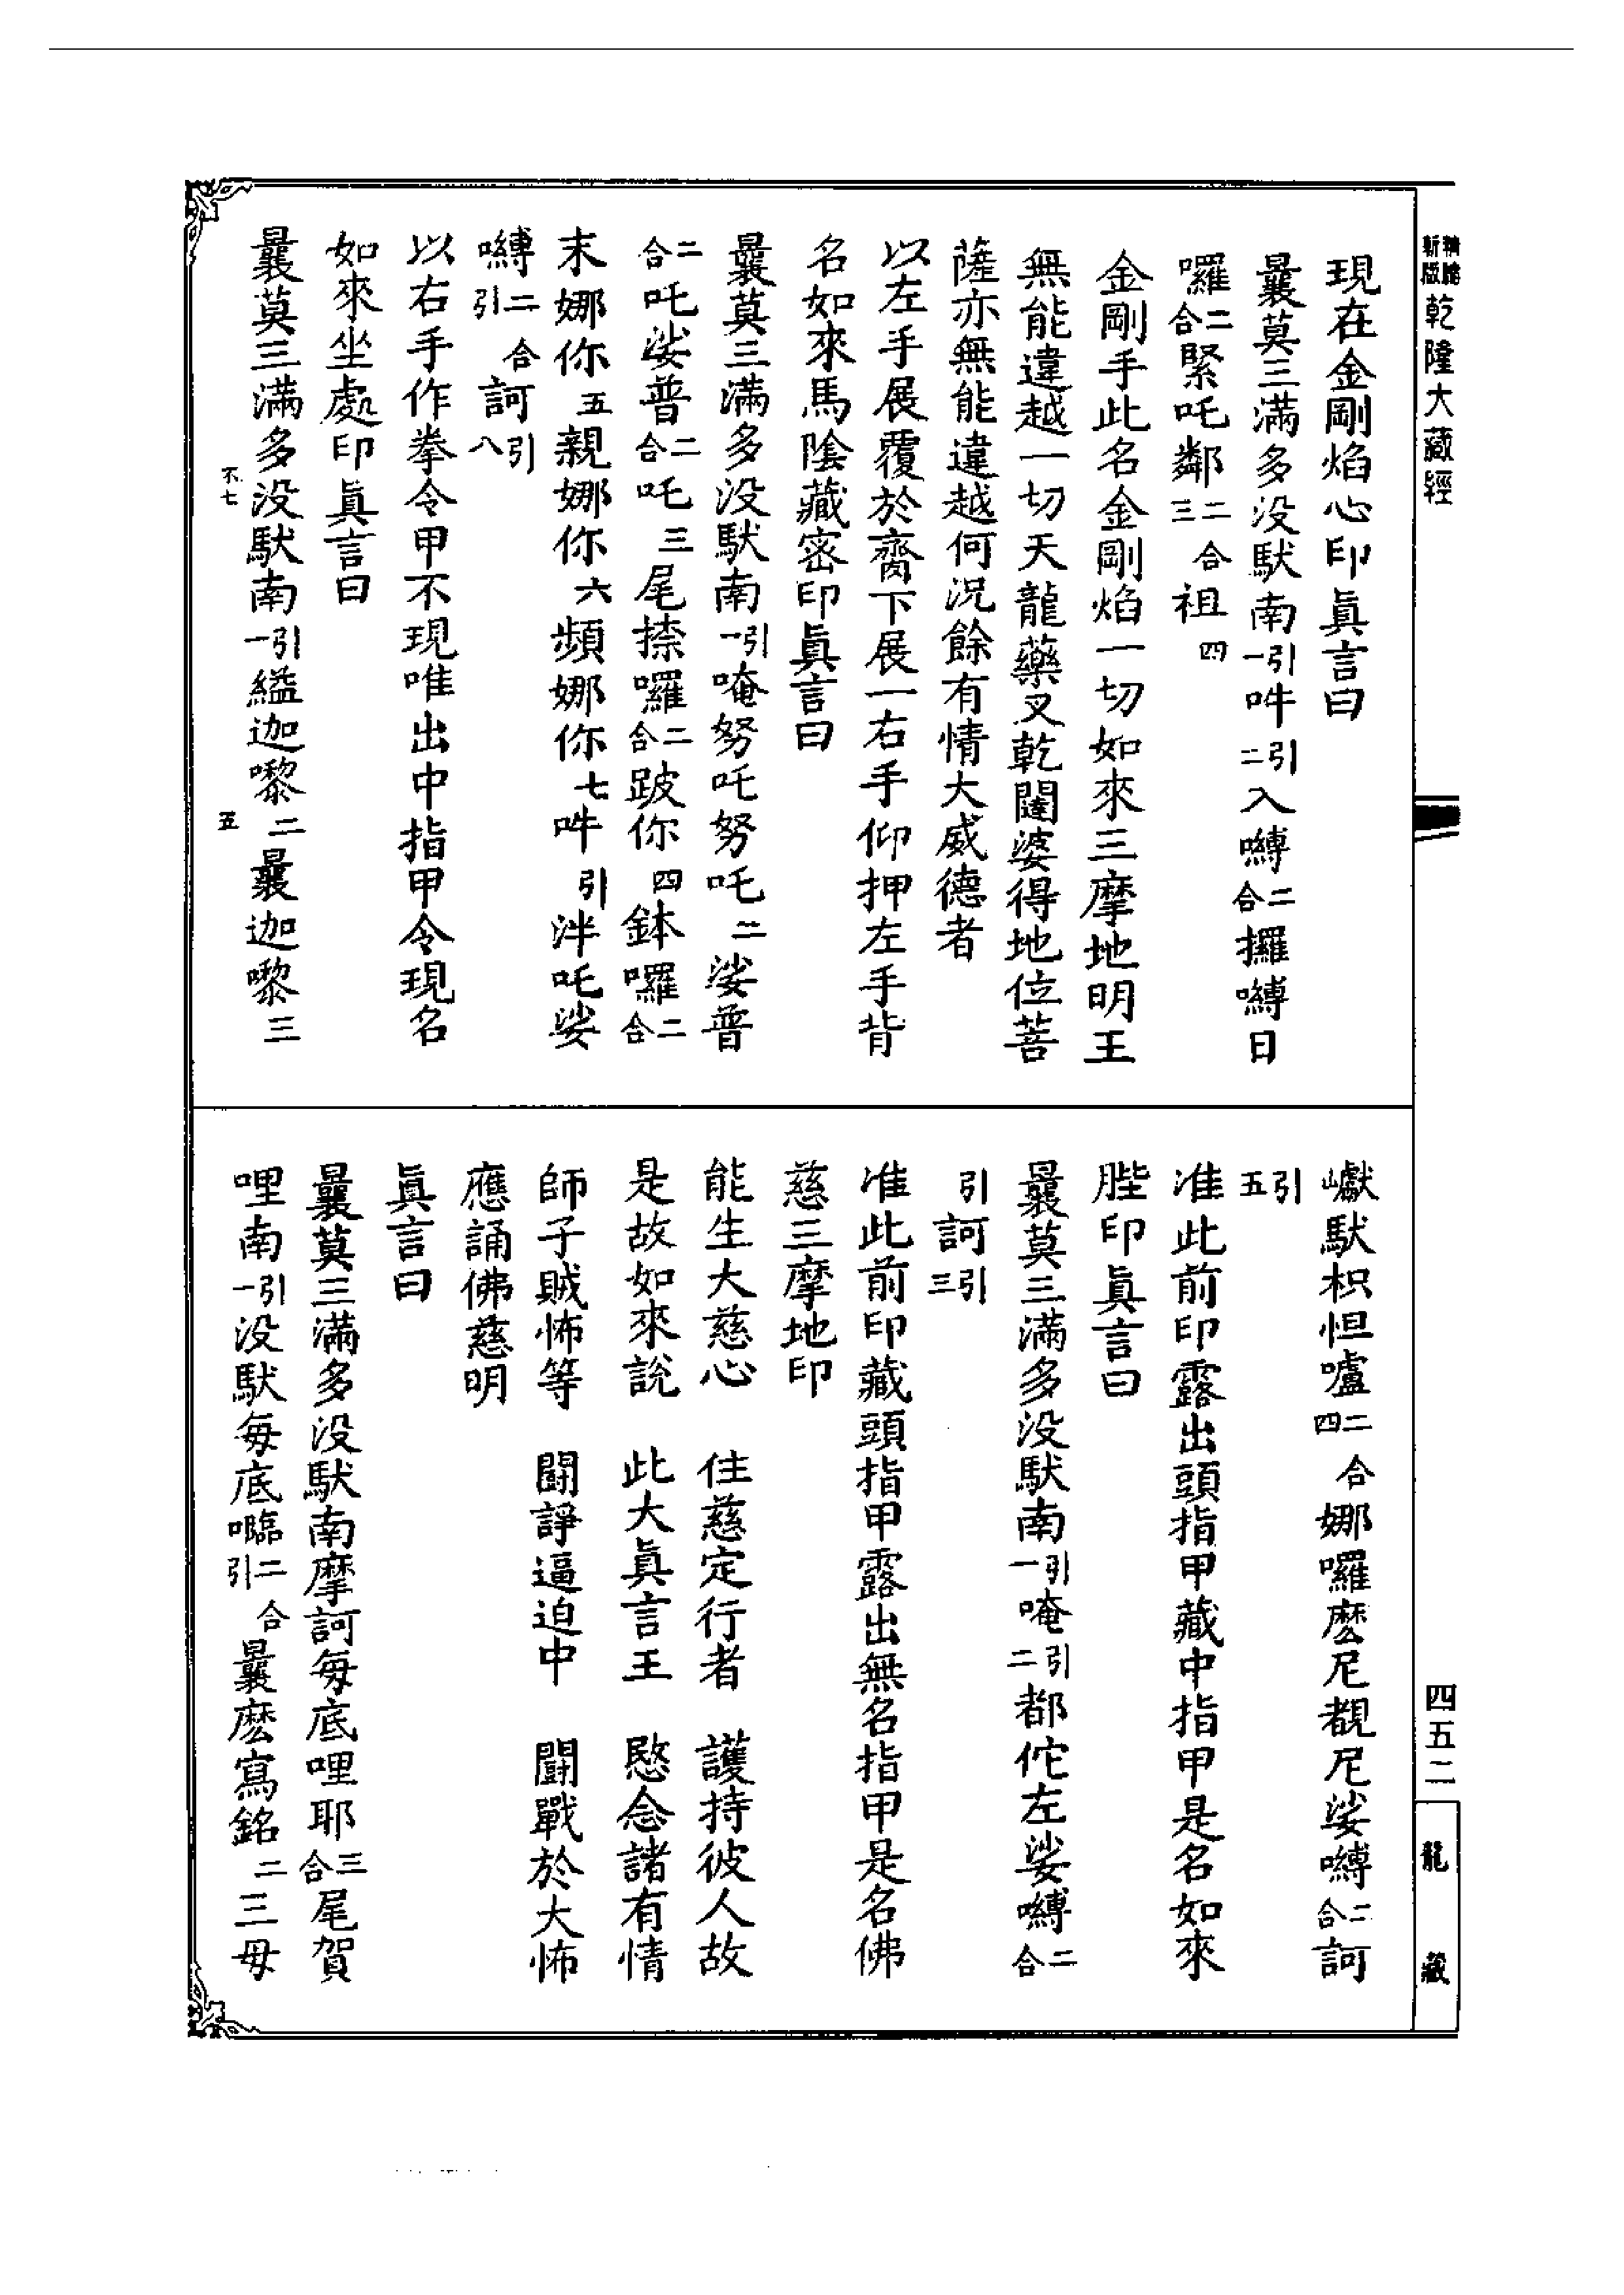 新版
精縮
乾隆大藏經
四五二
龍藏
現在金剛焰心印眞言曰
曩莫三滿多没馱南引一吽引二入嚩二合攞嚩日
囉二合緊吒鄰二合三祖四
金剛手此名金剛焰一切如來三摩地明王
無能違越一切天龍藥叉乾闥婆得地位菩
薩亦無能違越何況餘有情大威德者
以左手展覆於齎下展一右手仰押左手背
名如來馬陰藏密印眞言曰
曩莫三滿多没馱南引一唵努吒努吒二娑普
二合吒娑普二合吒三尾捺囉二合跛你四鉢囉二合
末娜你五親娜你六頻娜你七吽引泮吒娑
嚩二合引訶引八
以右手作拳令甲不現唯出中指甲令現名
如來坐處印眞言曰
曩莫三滿多没馱南引一縊迦嚟二曩迦嚟三
不七
五
巘馱枳怛嚧二合四娜囉麼尼覩尼娑嚩二合訶
引五
准此前印露出頭指甲藏中指甲是名如來
䏶印眞言曰
曩莫三滿多没馱南引一唵引二都佗左娑嚩二合
引訶引三
准此前印藏頭指甲露出無名指甲是名佛
慈三摩地印
能生大慈心　住慈定行者　護持彼人故
是故如來說　此大眞言王　愍念諸有情
師子賊怖等　鬪諍逼迫中　鬪戰於大怖
應誦佛慈明
眞言曰
曩莫三滿多没馱南摩訶每底哩耶三合尾賀
哩南引一没馱每底𠽾二合引曩麼寫銘二三母